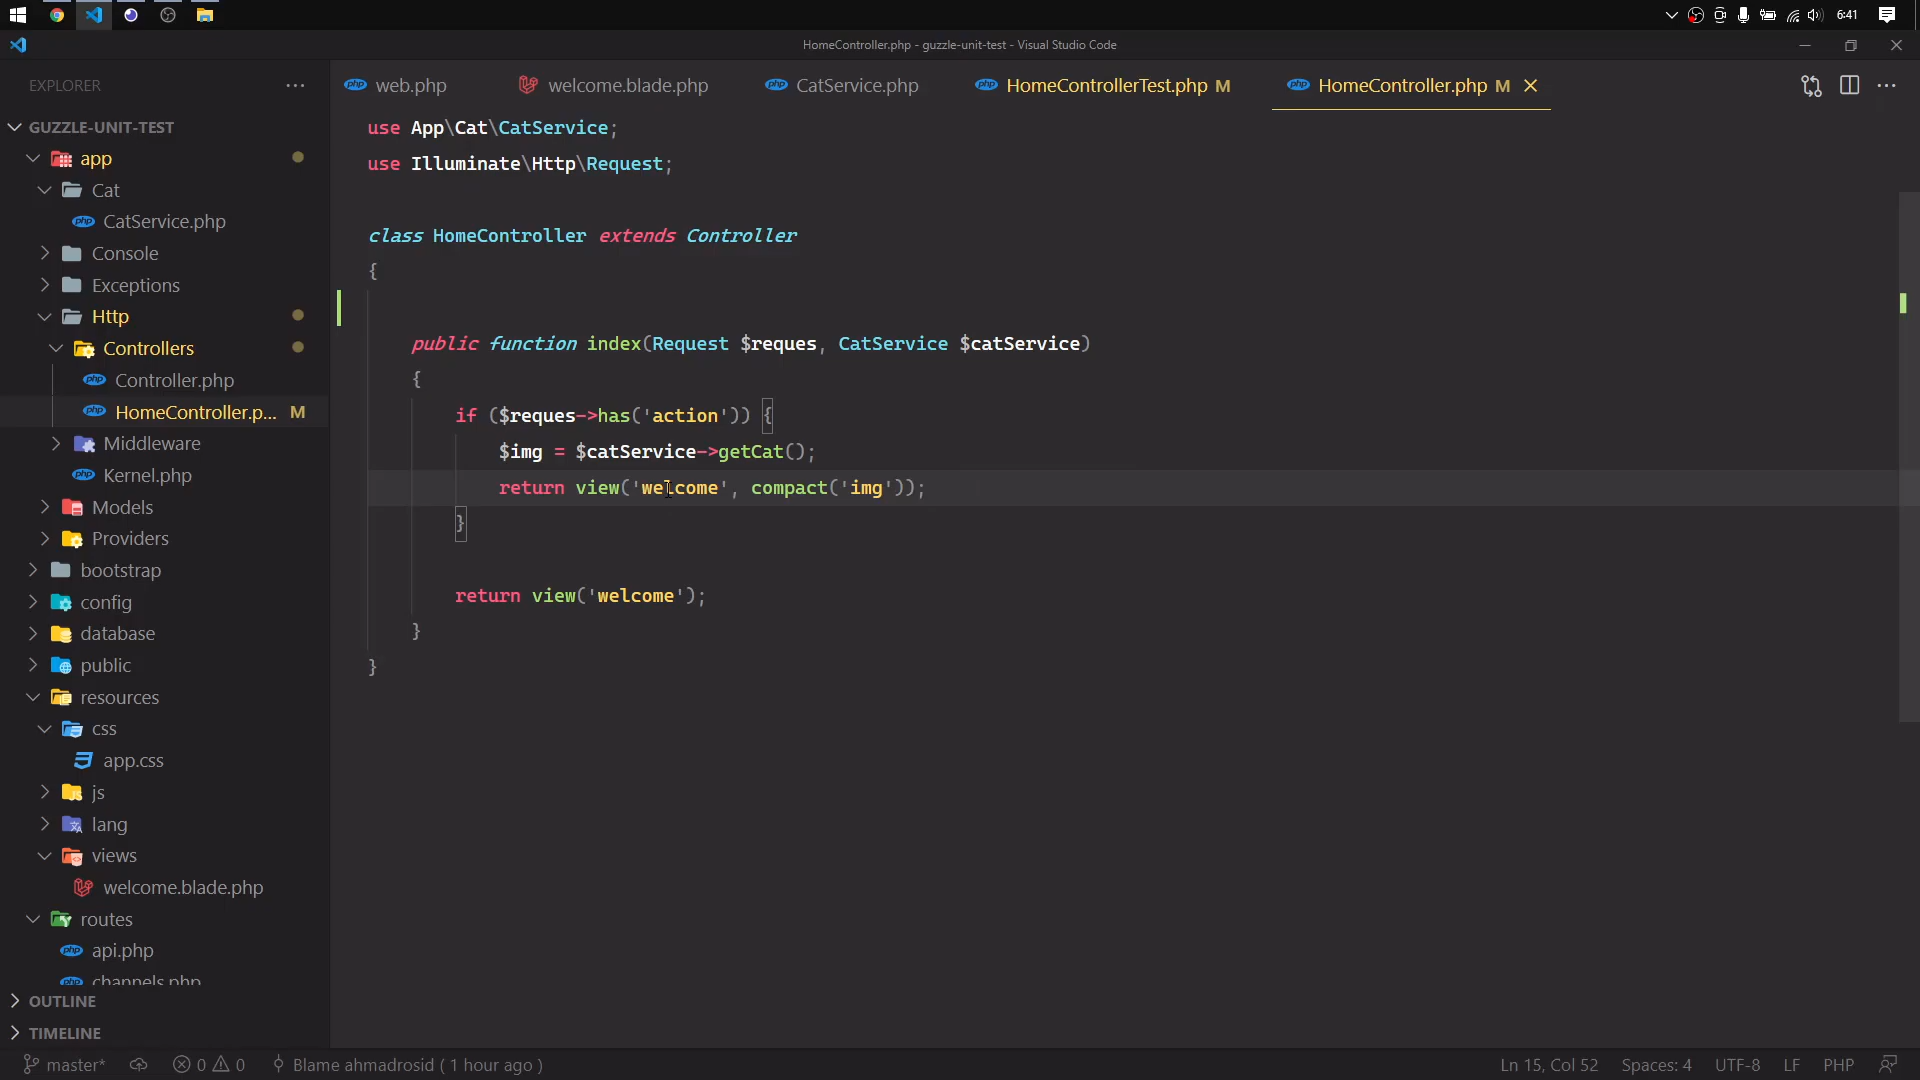 6:41
HomeController.php - guzzle-unit-test - Visual Studio Code
EXPLORER
web.php
welcome.blade.php
CatService.php
HomeControllerTest.php M
HomeController.php M
GUZZLE-UNIT-TEST
app
Cat
CatService.php
Console
Exceptions
Http
Controllers
Controller.php
HomeController.p... M
Middleware
Kernel.php
Models
Providers
bootstrap
config
database
public
resources
css
app.css
js
lang
views
welcome.blade.php
routes
api.php
channels.php
OUTLINE
TIMELINE
use App\Cat\CatService;
use Illuminate\Http\Request;
class HomeController extends Controller
{
public function index(Request $reques, CatService $catService)
{
if ($reques->has('action')) {
$img = $catService->getCat();
return view('welcome', compact('img'));
}
return view('welcome');
}
}
master*
0
0
Blame ahmadrosid ( 1 hour ago )
Ln 15, Col 52
Spaces: 4
UTF-8
LF
PHP